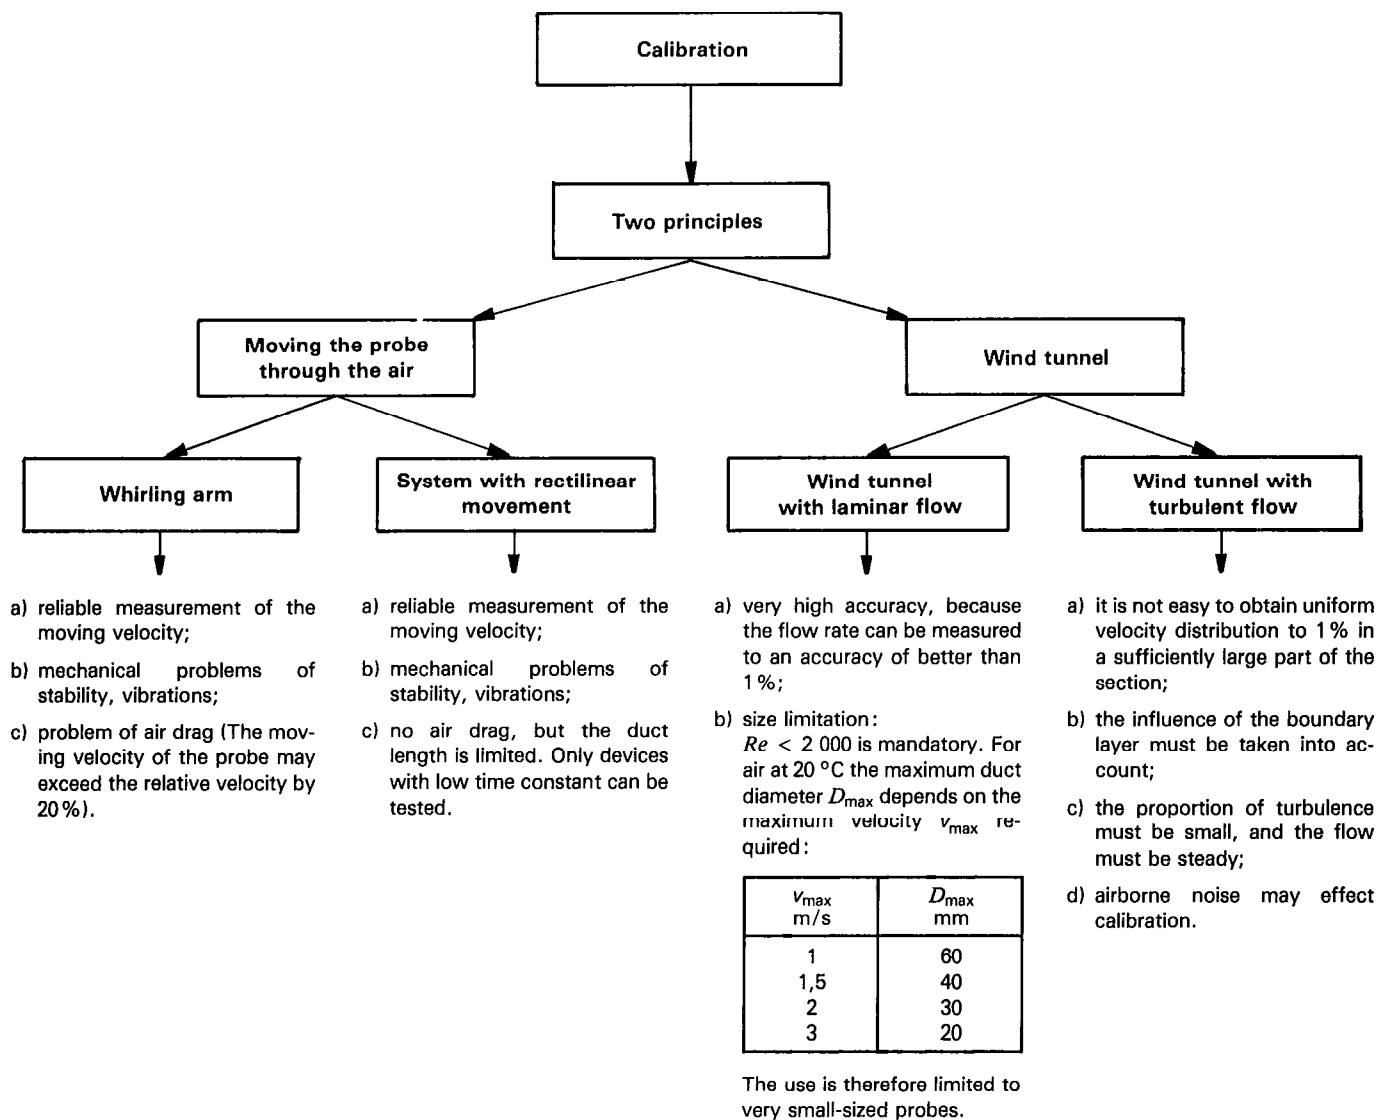 Calibration
Two principles
Moving the probe
through the air
Wind tunnel
Whirling arm
System with rectilinear
movement
Wind tunnel
with laminar flow
Wind tunnel with
turbulent flow
a) reliable measurement of the
moving velocity;
b) mechanical problems of
stability, vibrations;
c) problem of air drag (The mov-
ing velocity of the probe may
exceed the relative velocity by
20 %).
a) reliable measurement of the
moving velocity;
b) mechanical problems of
stability, vibrations;
c) no air drag, but the duct
length is limited. Only devices
with low time constant can be
tested.
a) very high accuracy, because
the flow rate can be measured
to an accuracy of better than
1 %;
b) size limitation:
Re < 2 000 is mandatory. For
air at 20 °C the maximum duct
diameter Dmax depends on the
maximum velocity vmax re-
quired:
vmax Dmax
m/s mm
1 60
1,5 40
2 30
3 20
The use is therefore limited to
very small-sized probes.
a) it is not easy to obtain uniform
velocity distribution to 1 % in
a sufficiently large part of the
section;
b) the influence of the boundary
layer must be taken into ac-
count;
c) the proportion of turbulence
must be small, and the flow
must be steady;
d) airborne noise may effect
calibration.